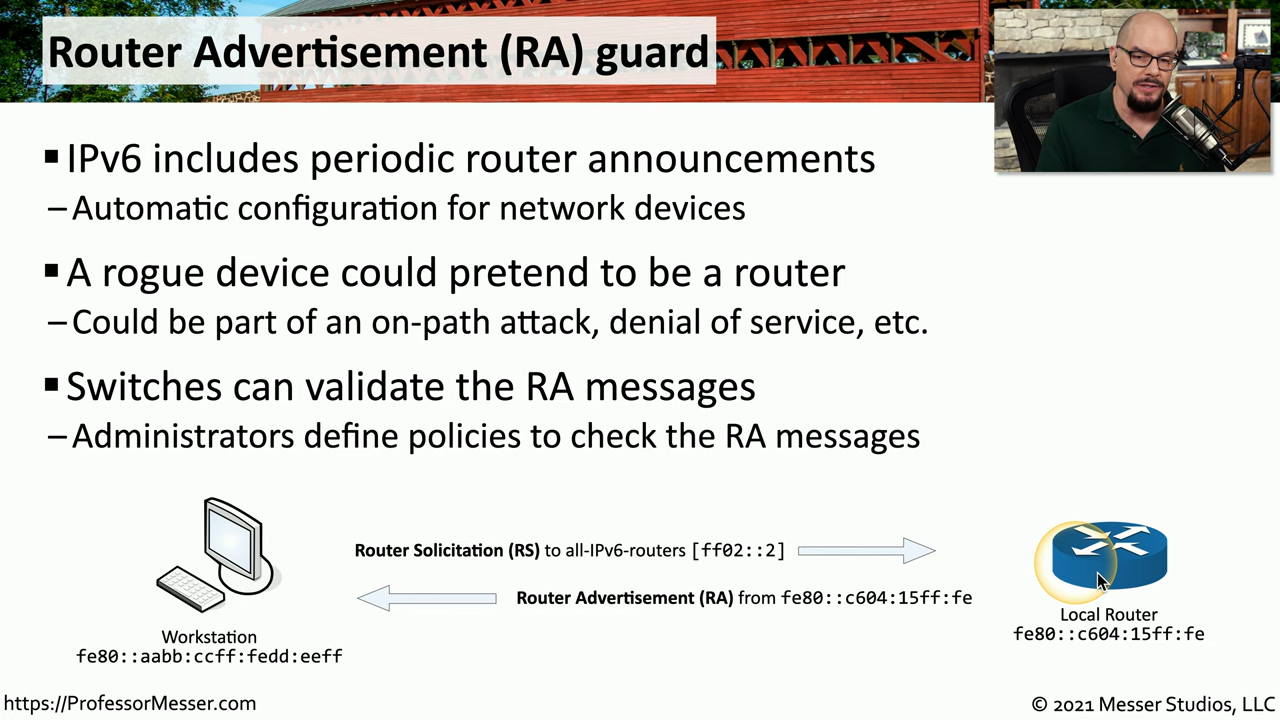 Router Advertisement (RA) guard
▪ IPv6 includes periodic router announcements
– Automatic configuration for network devices
▪ A rogue device could pretend to be a router
– Could be part of an on-path attack, denial of service, etc.
▪ Switches can validate the RA messages
– Administrators define policies to check the RA messages
Router Solicitation (RS) to all-IPv6-routers [ff02::2]
Router Advertisement (RA) from fe80::c604:15ff:fe
Workstation
fe80::aabb:ccff:fedd:eeff
Local Router
fe80::c604:15ff:fe
https://ProfessorMesser.com
© 2021 Messer Studios, LLC